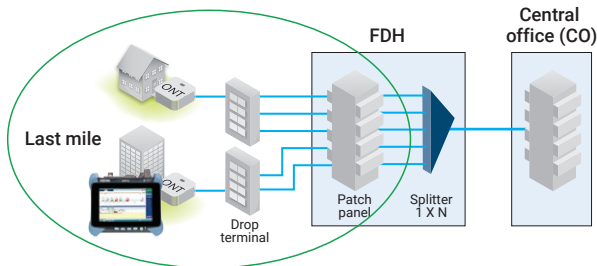 Central
office (CO)
FDH
ONT
Last mile
ONT
Drop
terminal
Patch
panel
Splitter
1 X N